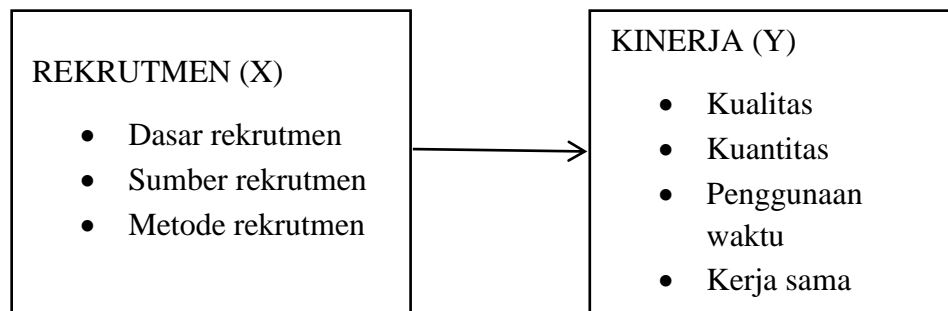 REKRUTMEN (X)
• Dasar rekrutmen
• Sumber rekrutmen
• Metode rekrutmen
KINERJA (Y)
• Kualitas
• Kuantitas
• Penggunaan
waktu
• Kerja sama